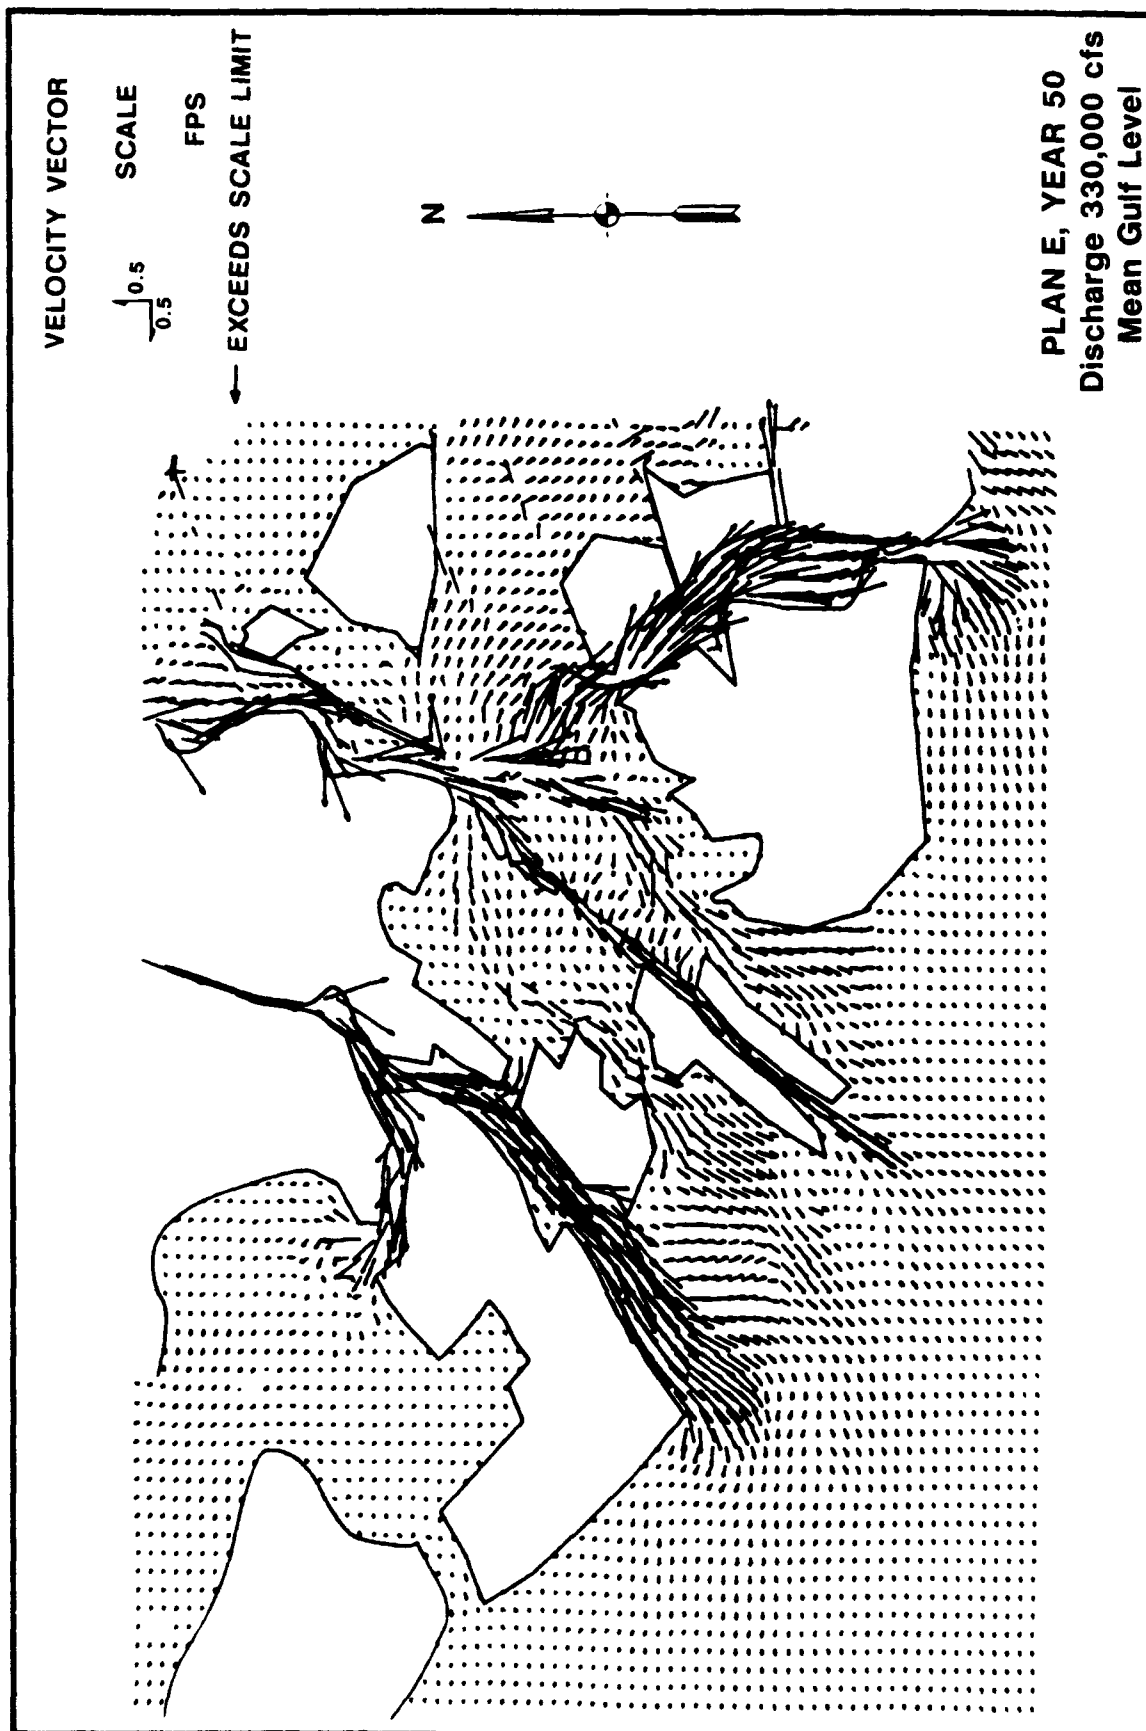 VELOCITY VECTOR
SCALE
0.5
0.5
FPS
← EXCEEDS SCALE LIMIT
N
PLAN E, YEAR 50
Discharge 330,000 cfs
Mean Gulf Level